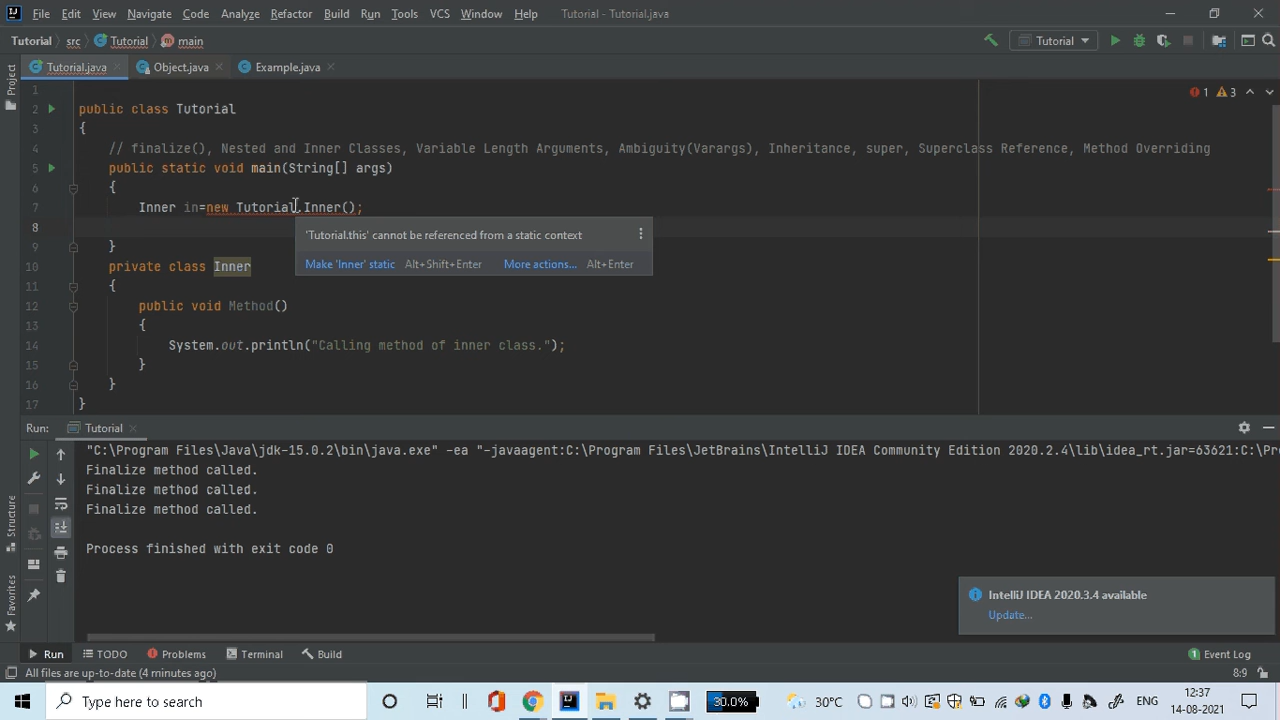 File Edit View Navigate Code Analyze Refactor Build Run Tools VCS Window Help Tutorial - Tutorial.java
Tutorial src Tutorial main Tutorial
Project Tutorial.java Object.java Example.java
1
2 public class Tutorial
3 {
4 // finalize(), Nested and Inner Classes, Variable Length Arguments, Ambiguity(Varargs), Inheritance, super, Superclass Reference, Method Overriding
5 public static void main(String[] args)
6 {
7 Inner in=new Tutorial.Inner();
8
9 }
10 private class Inner
11 {
12 public void Method()
13 {
14 System.out.println("Calling method of inner class.");
15 }
16 }
17 }
1 3
'Tutorial.this' cannot be referenced from a static context
Make 'Inner' static Alt+Shift+Enter More actions... Alt+Enter
Run: Tutorial
"C:\Program Files\Java\jdk-15.0.2\bin\java.exe" -ea "-javaagent:C:\Program Files\JetBrains\IntelliJ IDEA Community Edition 2020.2.4\lib\idea_rt.jar=63621:C:\Pr
Finalize method called.
Finalize method called.
Finalize method called.
Process finished with exit code 0
Structure
Favorites
IntelliJ IDEA 2020.3.4 available
Update...
Run TODO Problems Terminal Build 1 Event Log
All files are up-to-date (4 minutes ago) 8:9
Type here to search 30.0% 30°C ENG 12:37
14-08-2021